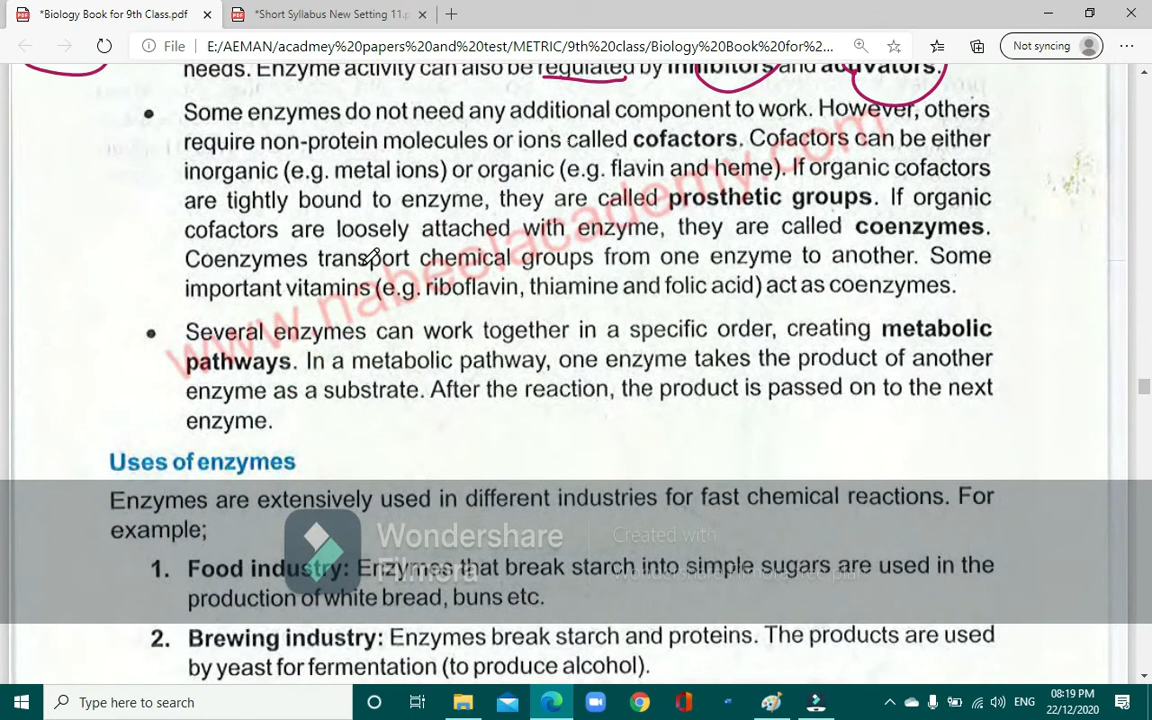 *Biology Book for 9th Class.pdf
*Short Syllabus New Setting 11.p
File
E:/AEMAN/acadmey%20papers%20and%20test/METRIC/9th%20class/Biology%20Book%20for%2...
Not syncing
needs. Enzyme activity can also be regulated by inhibitors and activators.
Some enzymes do not need any additional component to work. However, others
require non-protein molecules or ions called cofactors. Cofactors can be either
inorganic (e.g. metal ions) or organic (e.g. flavin and heme). If organic cofactors
are tightly bound to enzyme, they are called prosthetic groups. If organic
cofactors are loosely attached with enzyme, they are called coenzymes.
Coenzymes transport chemical groups from one enzyme to another. Some
important vitamins (e.g. riboflavin, thiamine and folic acid) act as coenzymes.
www.nabeelacademy.com
Several enzymes can work together in a specific order, creating metabolic
pathways. In a metabolic pathway, one enzyme takes the product of another
enzyme as a substrate. After the reaction, the product is passed on to the next
enzyme.
Uses of enzymes
Enzymes are extensively used in different industries for fast chemical reactions. For
example;
Wondershare
Filmora
Created with
1. Food industry: Enzymes that break starch into simple sugars are used in the
production of white bread, buns etc.
2. Brewing industry: Enzymes break starch and proteins. The products are used
by yeast for fermentation (to produce alcohol).
Type here to search
ENG
08:19 PM
22/12/2020